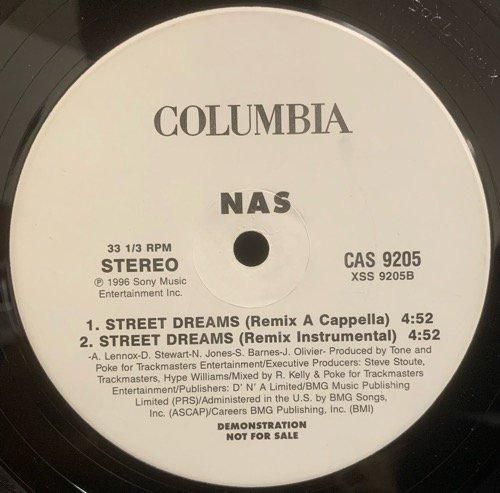 COLUMBIA
NAS
33 1/3 RPM
STEREO
℗ 1996 Sony Music
Entertainment Inc.
CAS 9205
XSS 9205B
1. STREET DREAMS (Remix A Cappella) 4:52
2. STREET DREAMS (Remix Instrumental) 4:52
-A. Lennox-D. Stewart-N. Jones-S. Barnes-J. Olivier- Produced by Tone and
Poke for Trackmasters Entertainment/Executive Producers: Steve Stoute,
Trackmasters, Hype Williams/Mixed by R. Kelly & Poke for Trackmasters
Entertainment/Publishers: D' N' A Limited/BMG Music Publishing
Limited (PRS)/Administered in the U.S. by BMG Songs,
Inc. (ASCAP)/Careers BMG Publishing, Inc. (BMI)
DEMONSTRATION
NOT FOR SALE